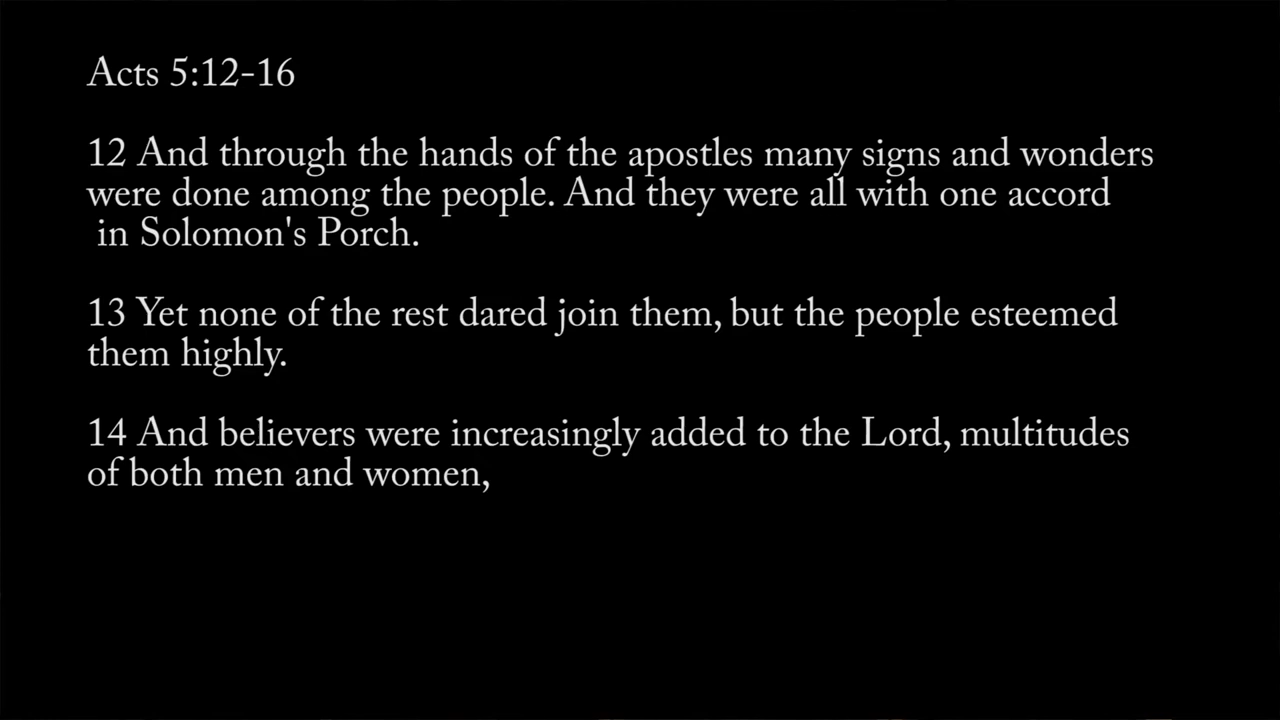 Acts 5:12-16
12 And through the hands of the apostles many signs and wonders
were done among the people. And they were all with one accord
in Solomon's Porch.
13 Yet none of the rest dared join them, but the people esteemed
them highly.
14 And believers were increasingly added to the Lord, multitudes
of both men and women,